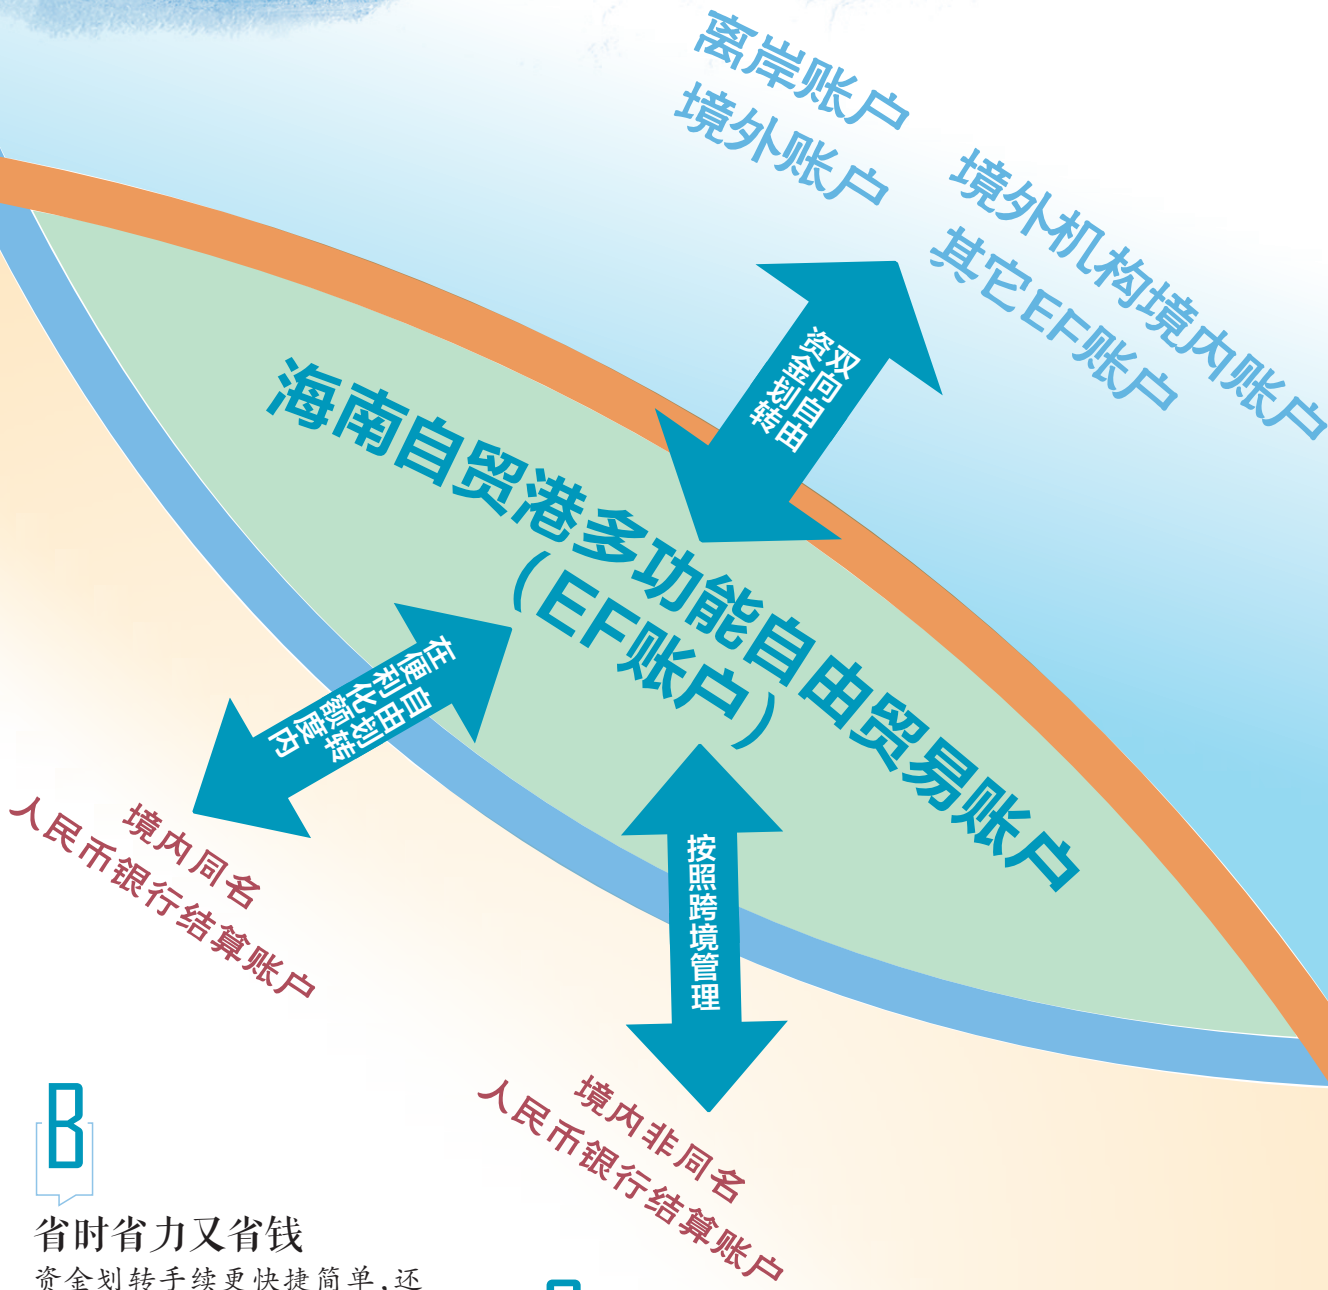 离岸账户
境外账户
境外机构境内账户
其它EF账户
双向自由
资金划转
海南自贸港多功能自由贸易账户
（EF账户）
在便利化额度内
自由划转
境内同名
人民币银行结算账户
按照跨境管理
境内非同名
人民币银行结算账户
B
省时省力又省钱
资金划转手续更快捷简单,还